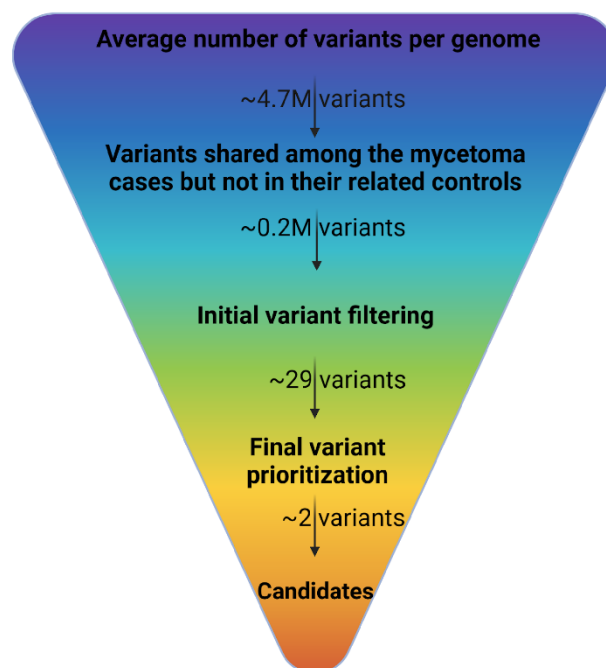 Average number of variants per genome
~4.7M variants
Variants shared among the mycetoma
cases but not in their related controls
~0.2M variants
Initial variant filtering
~29 variants
Final variant
prioritization
~2 variants
Candidates